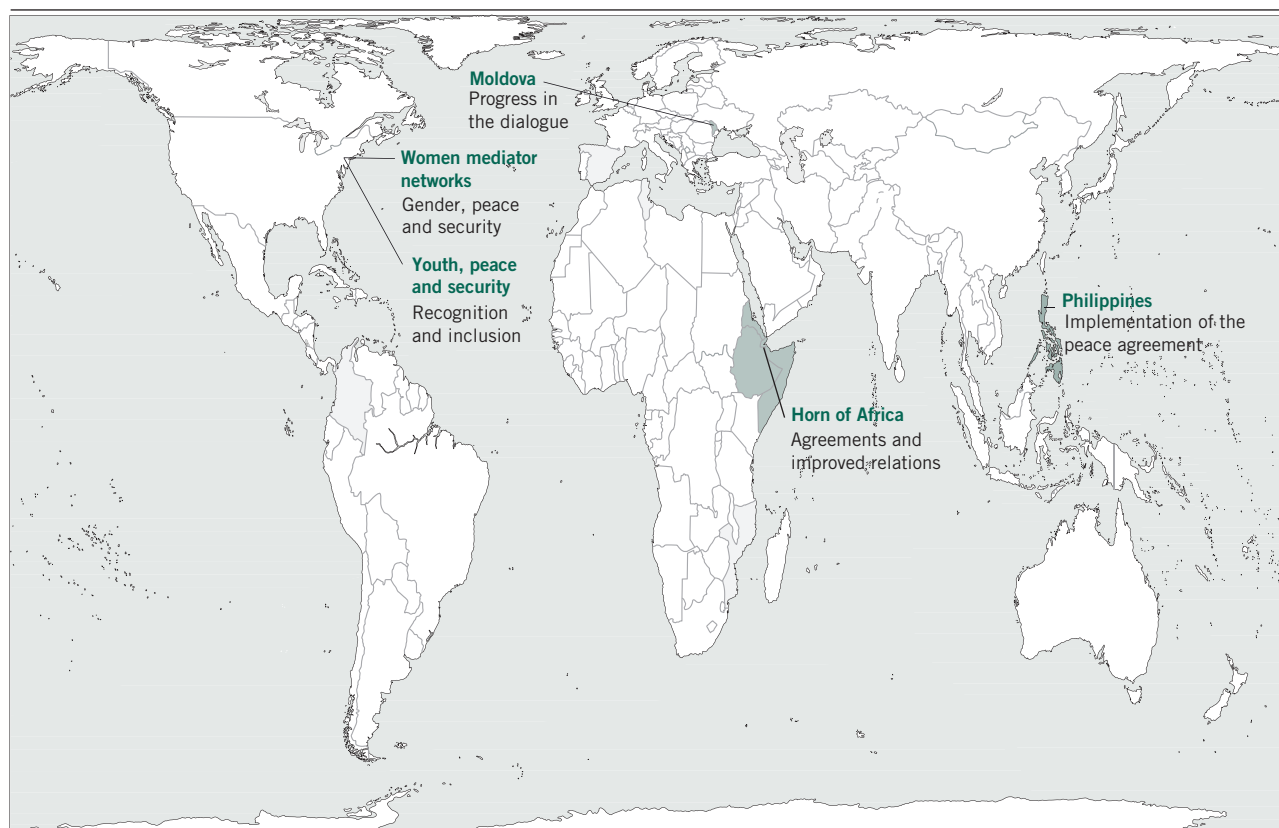 Moldova
Progress in
the dialogue
Women mediator
networks
Gender, peace
and security
Youth, peace
and security
Recognition
and inclusion
Philippines
Implementation of the
peace agreement
Horn of Africa
Agreements and
improved relations